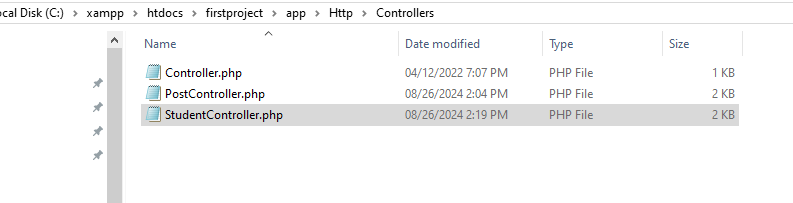 ocal Disk (C:) > xampp > htdocs > firstproject > app > Http > Controllers
Name Date modified Type Size
Controller.php 04/12/2022 7:07 PM PHP File 1 KB
PostController.php 08/26/2024 2:04 PM PHP File 2 KB
StudentController.php 08/26/2024 2:19 PM PHP File 2 KB